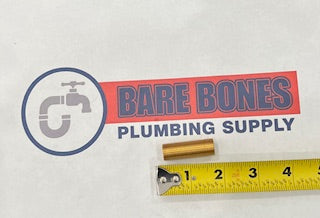 BARE BONES
PLUMBING SUPPLY
1 2 3 4